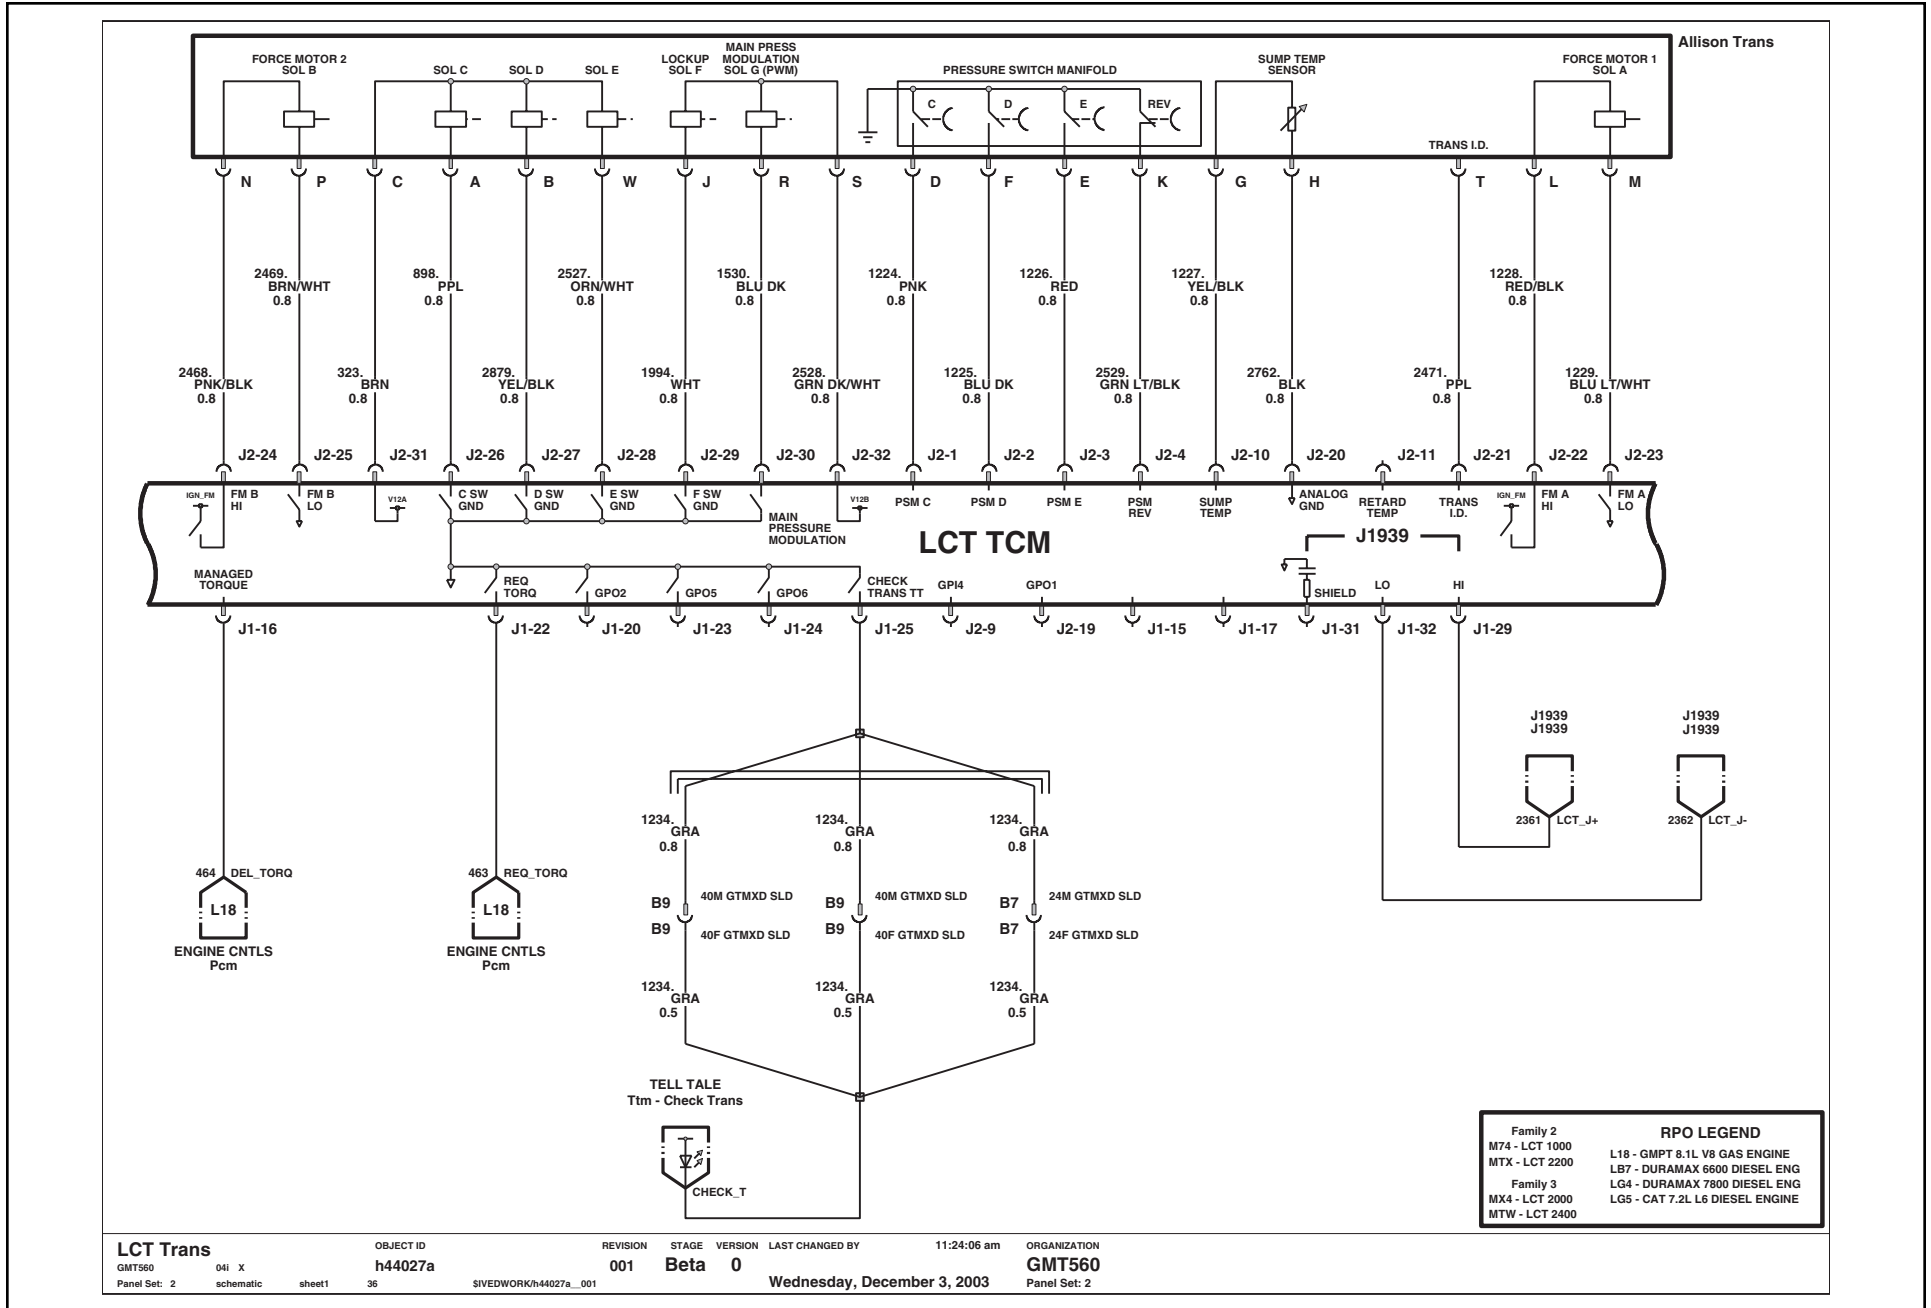 Allison Trans
FORCE MOTOR 2
SOL B
SOL C
SOL D
SOL E
LOCKUP
SOL F
MAIN PRESS
MODULATION
SOL G (PWM)
PRESSURE SWITCH MANIFOLD
C
D
E
REV
SUMP TEMP
SENSOR
TRANS I.D.
FORCE MOTOR 1
SOL A
N
P
C
A
B
W
J
R
S
D
F
E
K
G
H
T
L
M
2469.
BRN/WHT
0.8
898.
PPL
0.8
2527.
ORN/WHT
0.8
1530.
BLU DK
0.8
1224.
PNK
0.8
1226.
RED
0.8
1227.
YEL/BLK
0.8
1228.
RED/BLK
0.8
2468.
PNK/BLK
0.8
323.
BRN
0.8
2879.
YEL/BLK
0.8
1994.
WHT
0.8
2528.
GRN DK/WHT
0.8
1225.
BLU DK
0.8
2529.
GRN LT/BLK
0.8
2762.
BLK
0.8
2471.
PPL
0.8
1229.
BLU LT/WHT
0.8
J2-24
J2-25
J2-31
J2-26
J2-27
J2-28
J2-29
J2-30
J2-32
J2-1
J2-2
J2-3
J2-4
J2-10
J2-20
J2-11
J2-21
J2-22
J2-23
IGN_FM
FM B
HI
FM B
LO
V12A
C SW
GND
D SW
GND
E SW
GND
F SW
GND
MAIN
PRESSURE
MODULATION
V12B
PSM C
PSM D
PSM E
PSM
REV
SUMP
TEMP
ANALOG
GND
RETARD
TEMP
TRANS
I.D.
IGN_FM
FM A
HI
FM A
LO
LCT TCM
J1939
MANAGED
TORQUE
REQ
TORQ
GPO2
GPO5
GPO6
CHECK
TRANS TT
GPI4
GPO1
SHIELD
LO
HI
J1-16
J1-22
J1-20
J1-23
J1-24
J1-25
J2-9
J2-19
J1-15
J1-17
J1-31
J1-32
J1-29
J1939
J1939
J1939
J1939
2361
LCT_J+
2362
LCT_J-
1234.
GRA
0.8
1234.
GRA
0.8
1234.
GRA
0.8
464
DEL_TORQ
L18
ENGINE CNTLS
Pcm
463
REQ_TORQ
L18
ENGINE CNTLS
Pcm
B9
40M GTMXD SLD
B9
40F GTMXD SLD
B9
40M GTMXD SLD
B9
40F GTMXD SLD
B7
24M GTMXD SLD
B7
24F GTMXD SLD
1234.
GRA
0.5
1234.
GRA
0.5
1234.
GRA
0.5
TELL TALE
Ttm - Check Trans
CHECK_T
Family 2
M74 - LCT 1000
MTX - LCT 2200
Family 3
MX4 - LCT 2000
MTW - LCT 2400
RPO LEGEND
L18 - GMPT 8.1L V8 GAS ENGINE
LB7 - DURAMAX 6600 DIESEL ENG
LG4 - DURAMAX 7800 DIESEL ENG
LG5 - CAT 7.2L L6 DIESEL ENGINE
LCT Trans
GMT560 04i X
Panel Set: 2 schematic sheet1 36 $IVEDWORK/h44027a__001
OBJECT ID
h44027a
REVISION
001
STAGE
Beta
VERSION
0
LAST CHANGED BY 11:24:06 am
Wednesday, December 3, 2003
ORGANIZATION
GMT560
Panel Set: 2